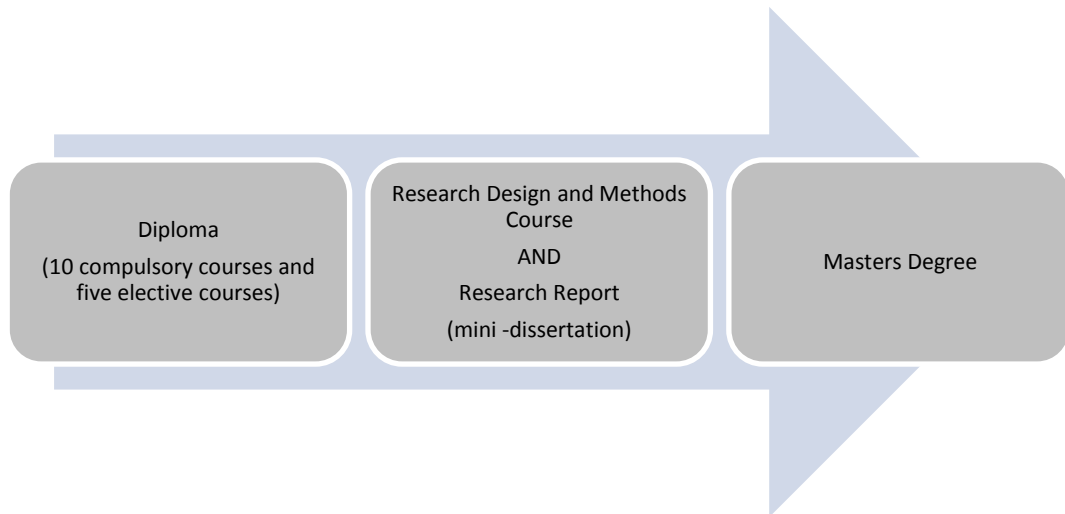 Diploma
(10 compulsory courses and
five elective courses)
Research Design and Methods
Course
AND
Research Report
(mini -dissertation)
Masters Degree